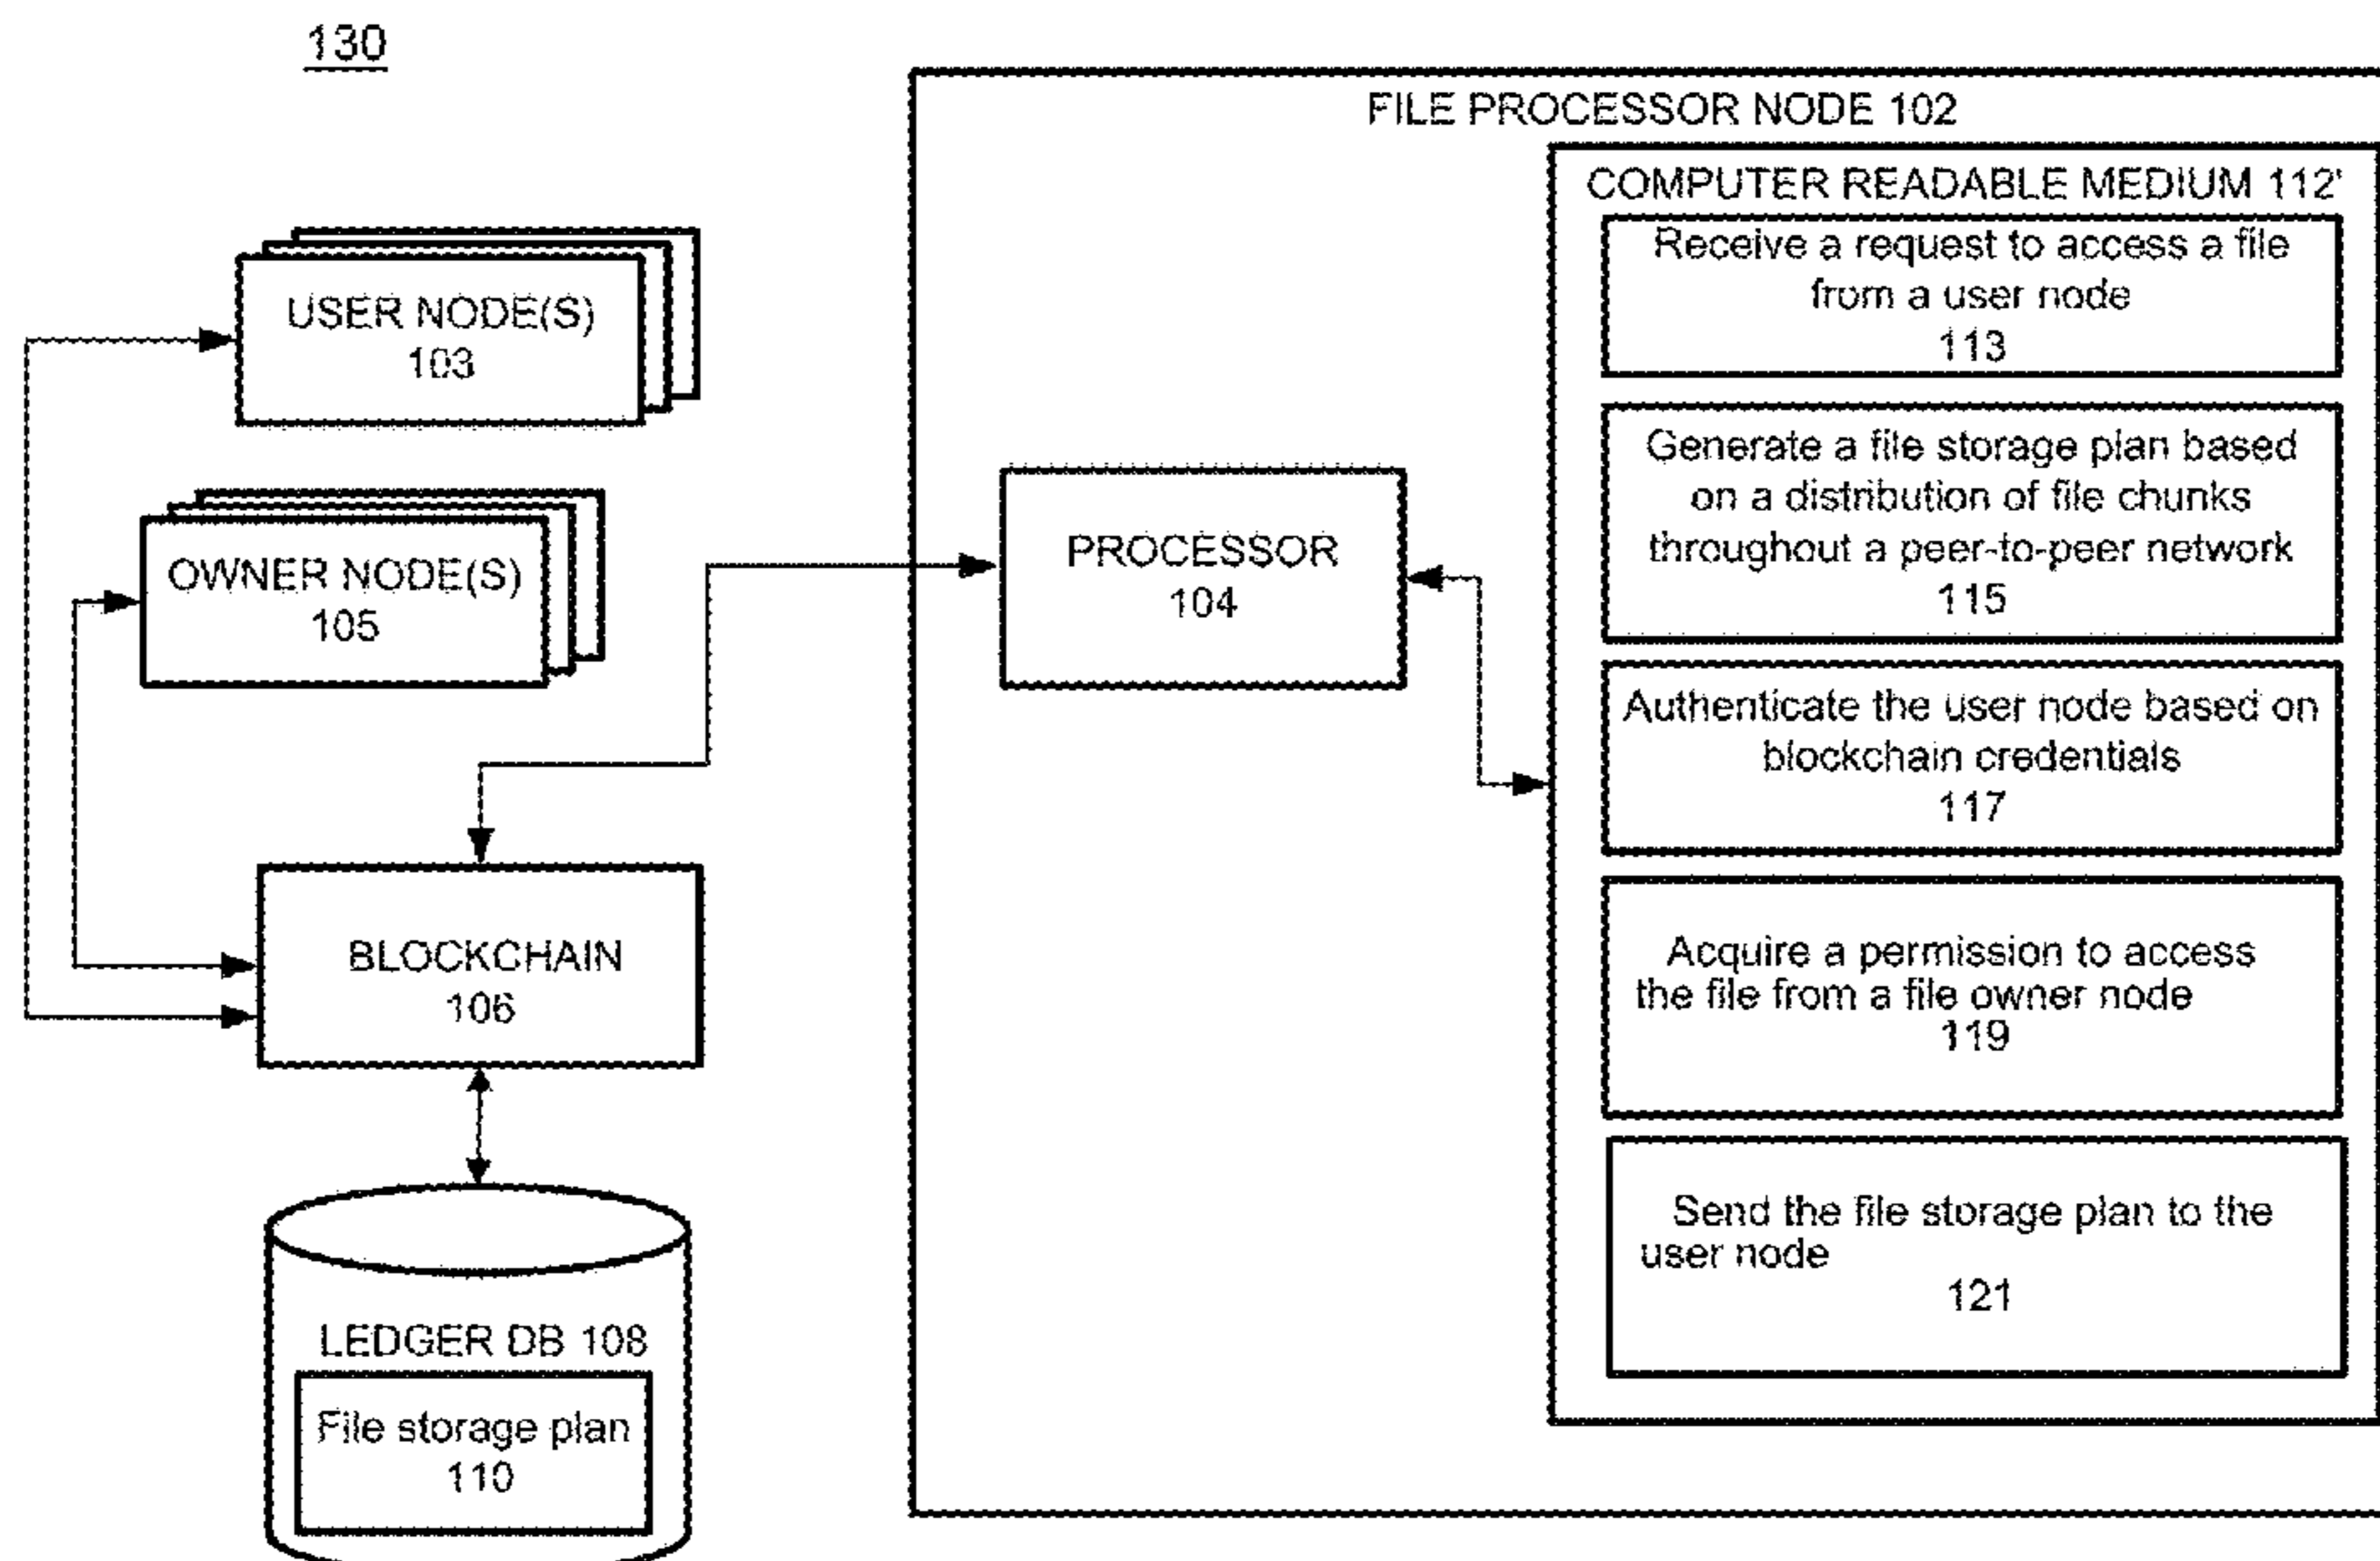 130
FILE PROCESSOR NODE 102
COMPUTER READABLE MEDIUM 112'
Receive a request to access a file
from a user node
113
USER NODE(S)
103
Generate a file storage plan based
on a distribution of file chunks
throughout a peer-to-peer network
115
OWNER NODE(S)
105
PROCESSOR
104
Authenticate the user node based on
blockchain credentials
117
BLOCKCHAIN
106
Acquire a permission to access
the file from a file owner node
119
Send the file storage plan to the
user node
121
LEDGER DB 108
File storage plan
110